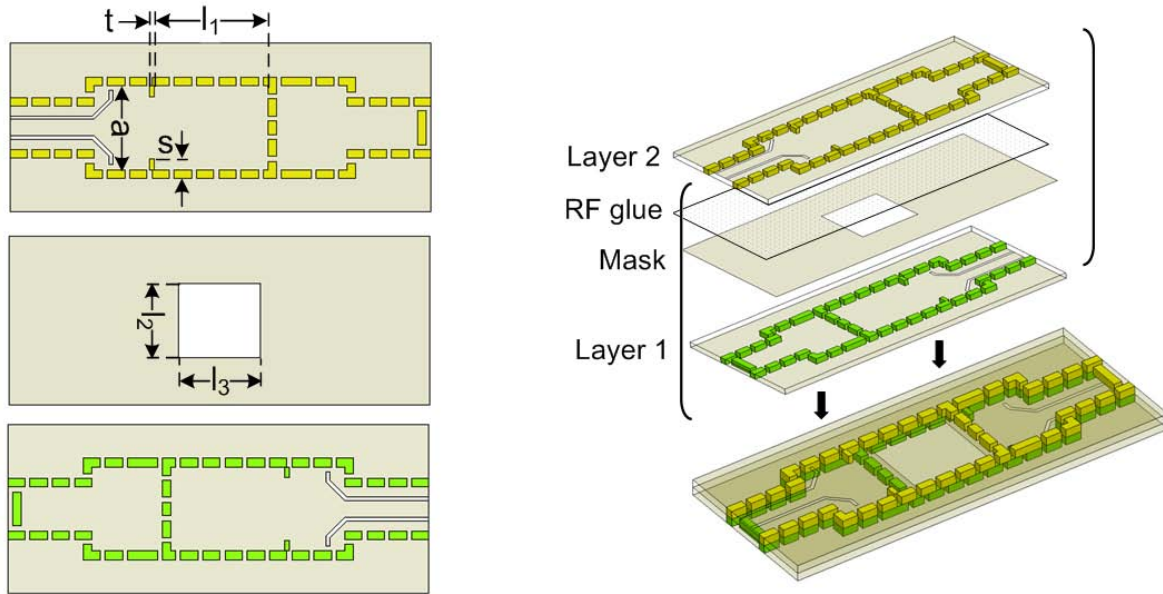 t
l₁
a
s
l₂
l₃
Layer 2
RF glue
Mask
Layer 1